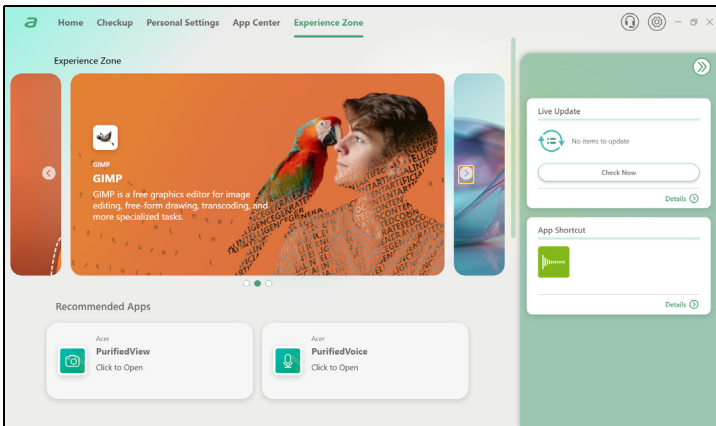 a Home Checkup Personal Settings App Center Experience Zone
Experience Zone
GIMP
GIMP
GIMP is a free graphics editor for image
editing, free-form drawing, transcoding, and
more specialized tasks.
Recommended Apps
Acer
PurifiedView
Click to Open
Acer
PurifiedVoice
Click to Open
Live Update
No items to update
Check Now
Details
App Shortcut
Details